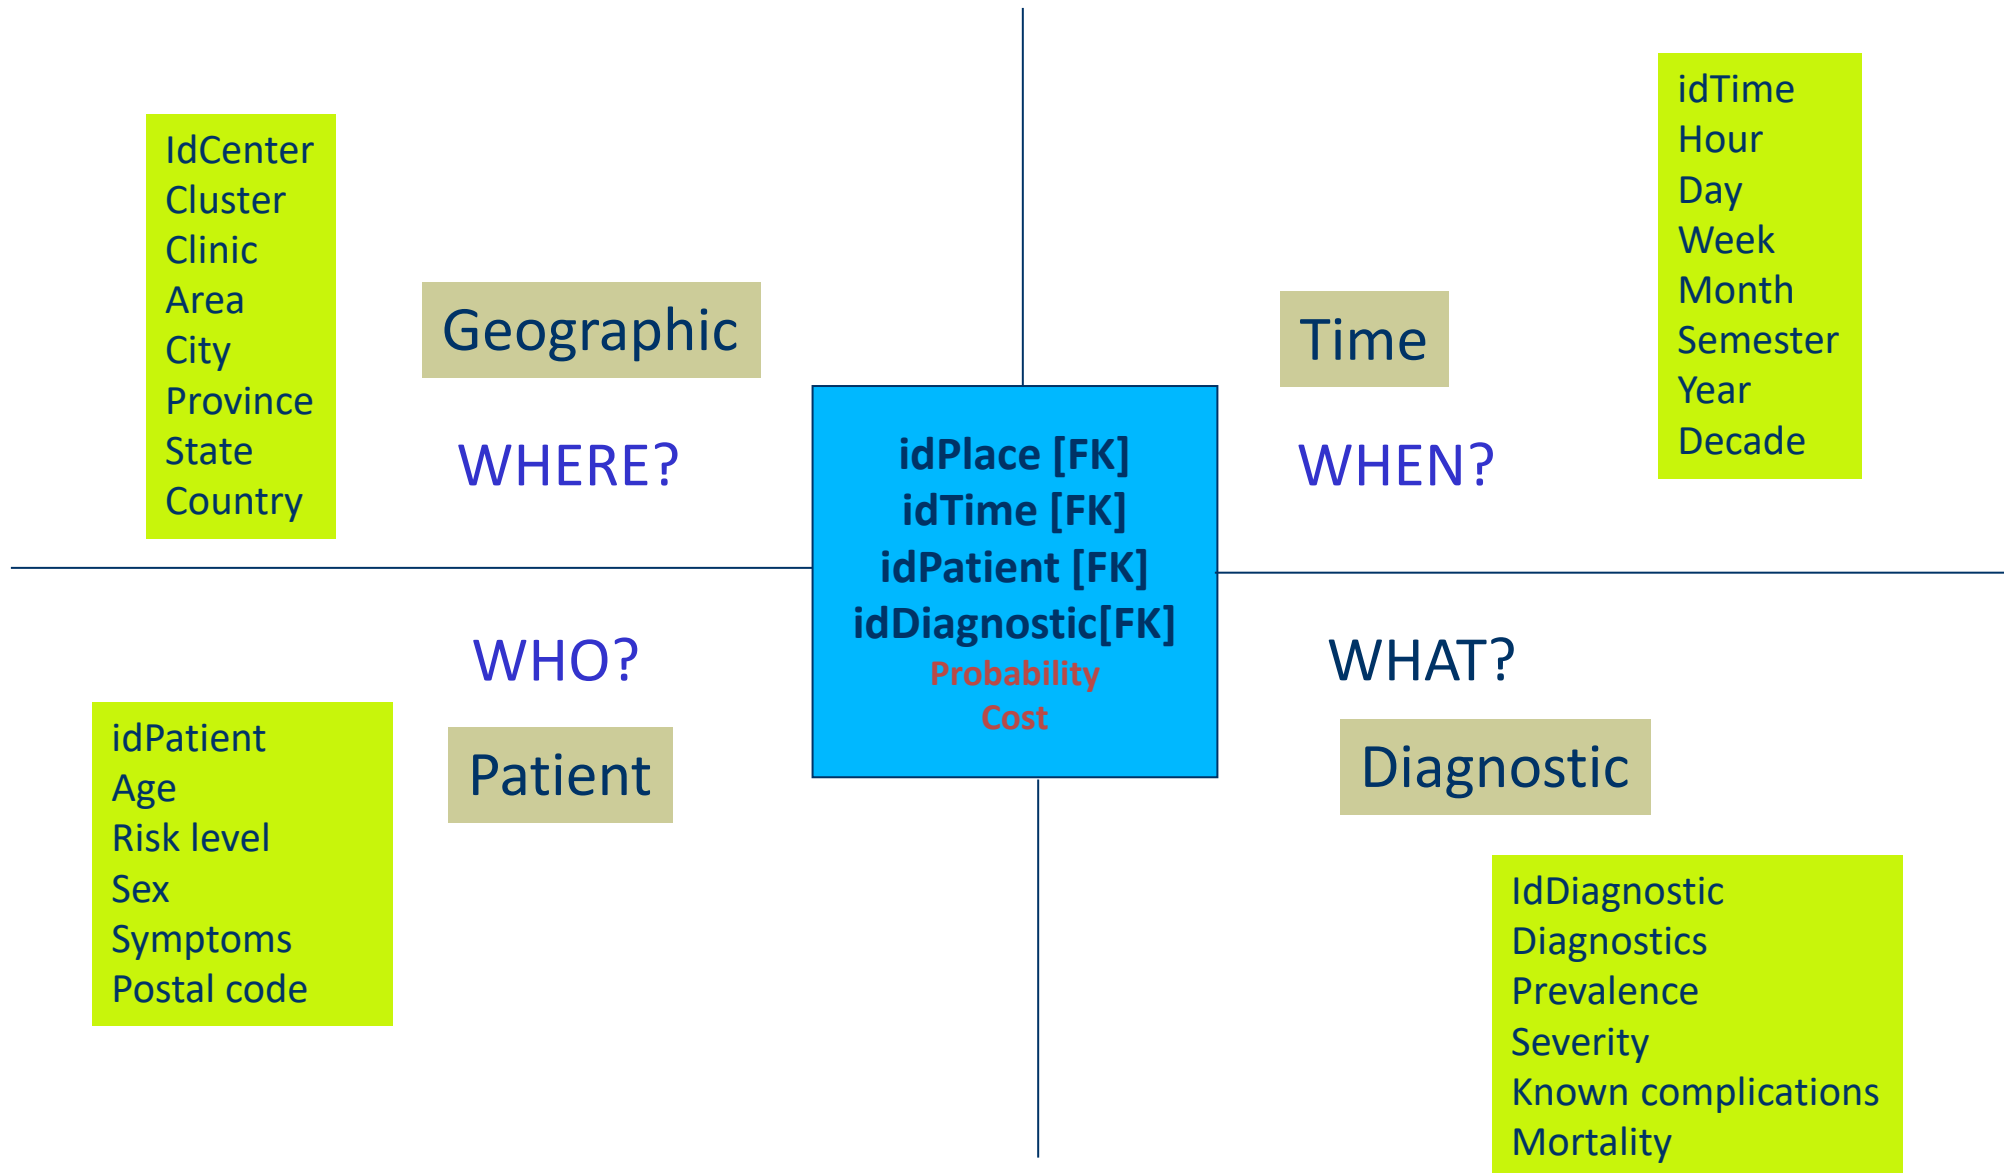 IdCenter
Cluster
Clinic
Area
City
Province
State
Country
Geographic
WHERE?
idTime
Hour
Day
Week
Month
Semester
Year
Decade
Time
WHEN?
idPlace [FK]
idTime [FK]
idPatient [FK]
idDiagnostic[FK]
Probability
Cost
WHO?
Patient
idPatient
Age
Risk level
Sex
Symptoms
Postal code
WHAT?
Diagnostic
IdDiagnostic
Diagnostics
Prevalence
Severity
Known complications
Mortality